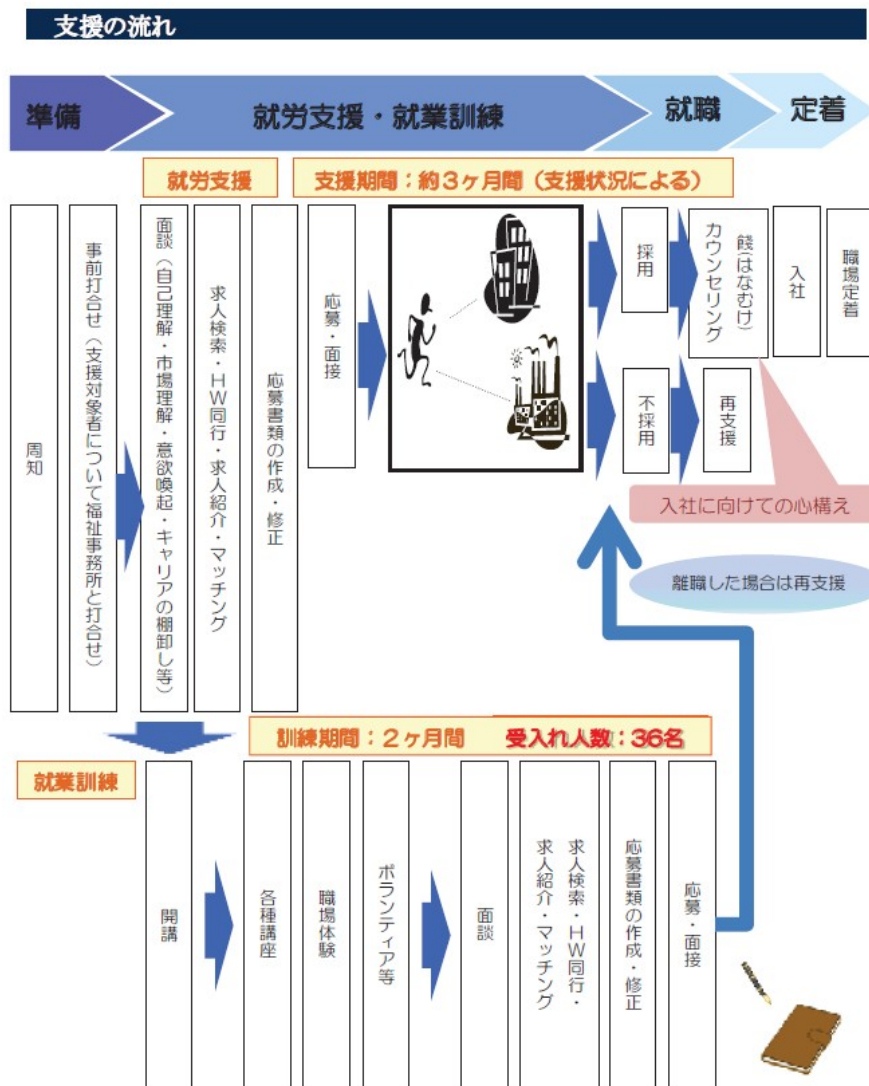 支援の流れ
準備
就労支援・就業訓練
就職
定着
就労支援
支援期間：約3ヶ月間（支援状況による）
周知
事前打合せ（支援対象者について福祉事務所と打合せ）
面談（自己理解・市場理解・意欲喚起・キャリアの棚卸し等）
求人検索・HW同行・求人紹介・マッチング
応募書類の作成・修正
応募・面接
採用
餞(はなむけ)
カウンセリング
入社
職場定着
不採用
再支援
入社に向けての心構え
離職した場合は再支援
訓練期間：2ヶ月間
受入れ人数：36名
就業訓練
開講
各種講座
職場体験
ボランティア等
面談
求人検索・HW同行・
求人紹介・マッチング
応募書類の作成・修正
応募・面接